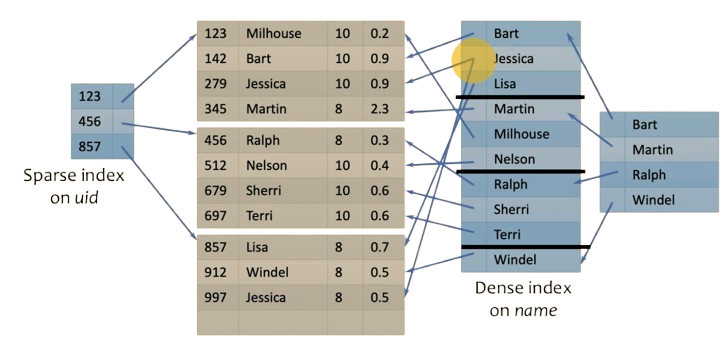 123
456
857
Sparse index
on uid
123 Milhouse 10 0.2
142 Bart 10 0.9
279 Jessica 10 0.9
345 Martin 8 2.3
456 Ralph 8 0.3
512 Nelson 10 0.4
679 Sherri 10 0.6
697 Terri 10 0.6
857 Lisa 8 0.7
912 Windel 8 0.5
997 Jessica 8 0.5
Bart
Jessica
Lisa
Martin
Milhouse
Nelson
Ralph
Sherri
Terri
Windel
Dense index
on name
Bart
Martin
Ralph
Windel